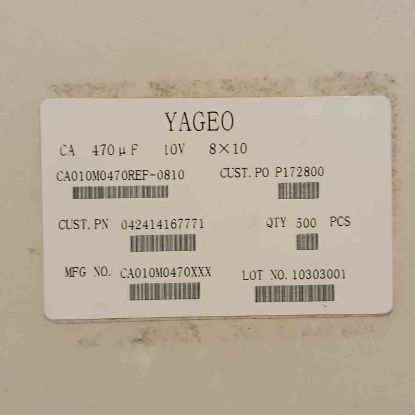 YAGEO
CA 470μF 10V 8×10
CA010M0470REF-0810 CUST.PO P172800
CUST.PN 042414167771 QTY 500 PCS
MFG NO. CA010M0470XXX LOT NO.10303001